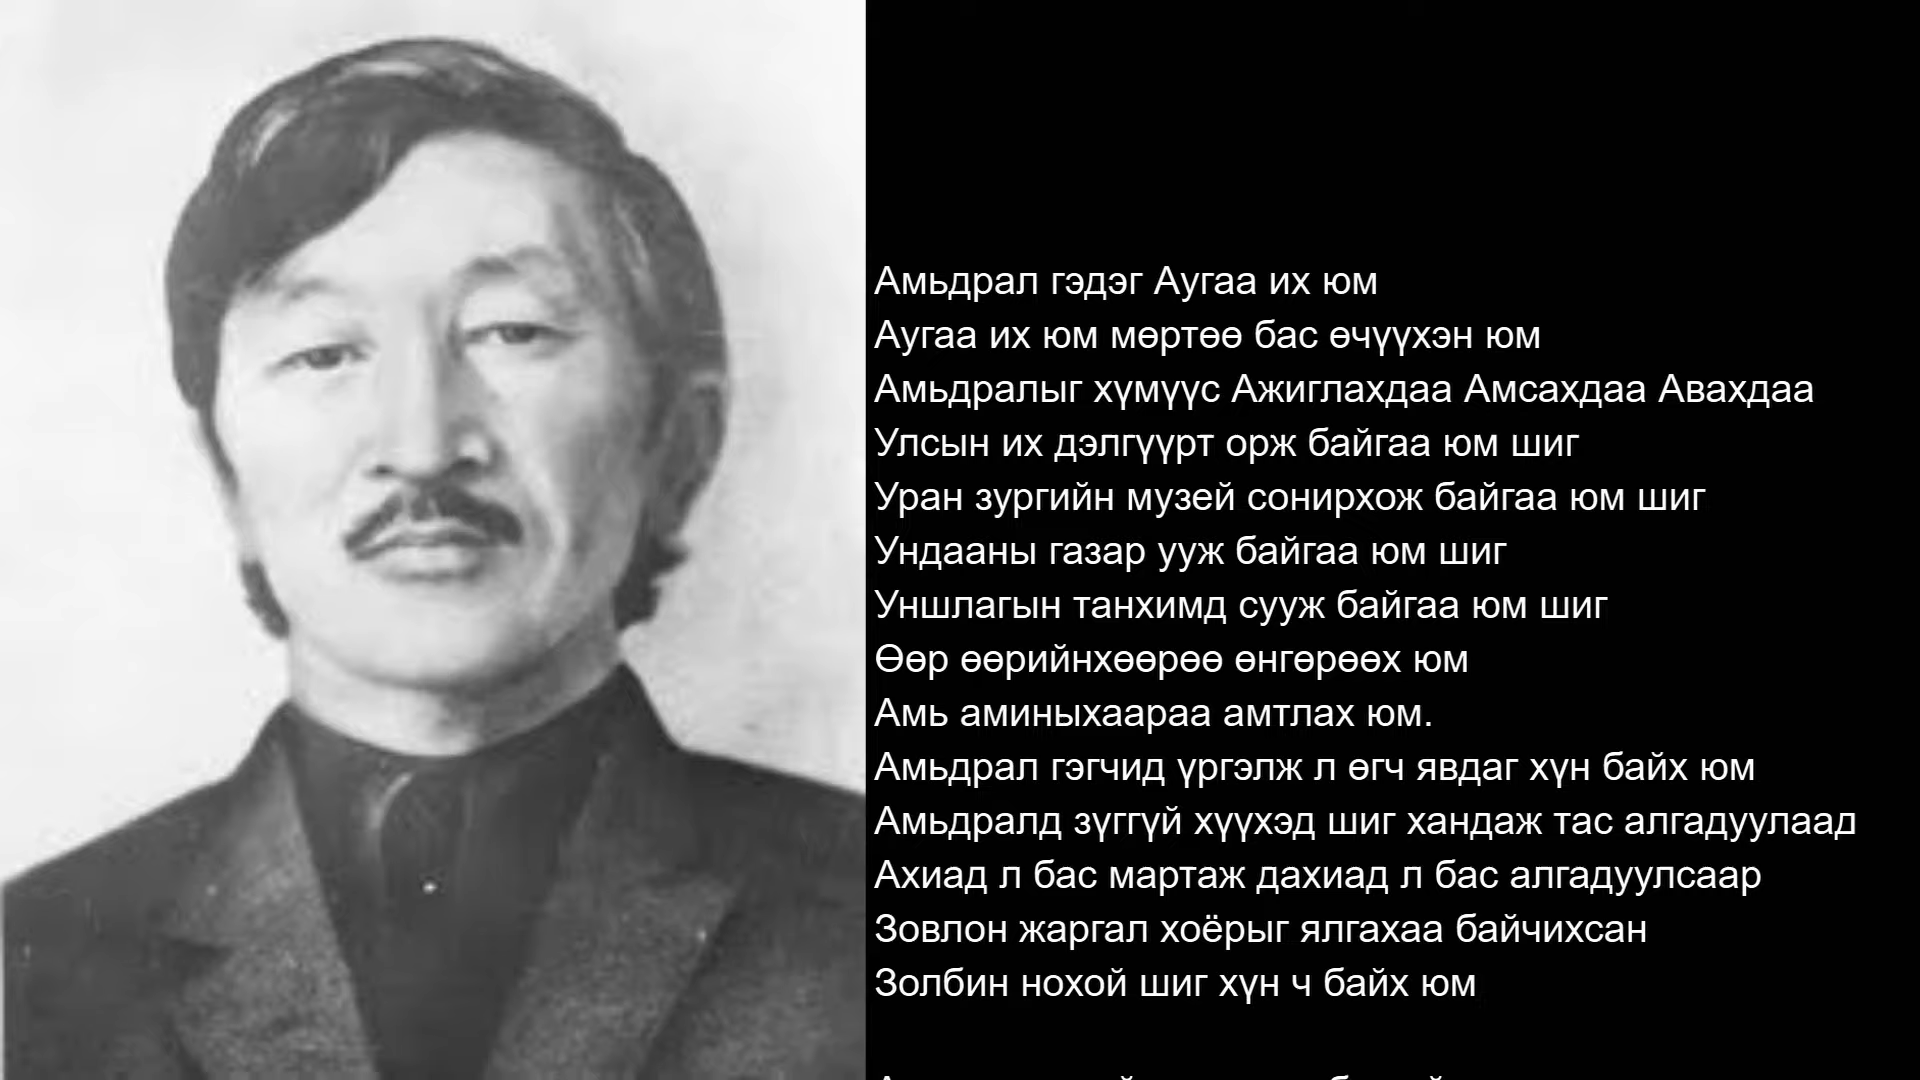 Амьдрал гэдэг Аугаа их юм
Аугаа их юм мөртөө бас өчүүхэн юм
Амьдралыг хүмүүс Ажиглахдаа Амсахдаа Авахдаа
Улсын их дэлгүүрт орж байгаа юм шиг
Уран зургийн музей сонирхож байгаа юм шиг
Ундааны газар ууж байгаа юм шиг
Уншлагын танхимд сууж байгаа юм шиг
Өөр өөрийнхөөрөө өнгөрөөх юм
Амь аминыхаараа амтлах юм.
Амьдрал гэгчид үргэлж л өгч явдаг хүн байх юм
Амьдралд зүггүй хүүхэд шиг хандаж тас алгадуулаад
Ахиад л бас мартаж дахиад л бас алгадуулсаар
Зовлон жаргал хоёрыг ялгахаа байчихсан
Золбин нохой шиг хүн ч байх юм